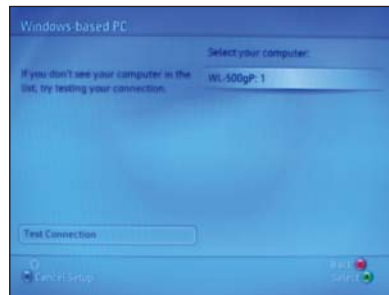 Windows-based PC
Select your computer:
If you don't see your computer in the
list, try testing your connection.
WL-500gP: 1
Test Connection
Back
Cancel Setup
Select